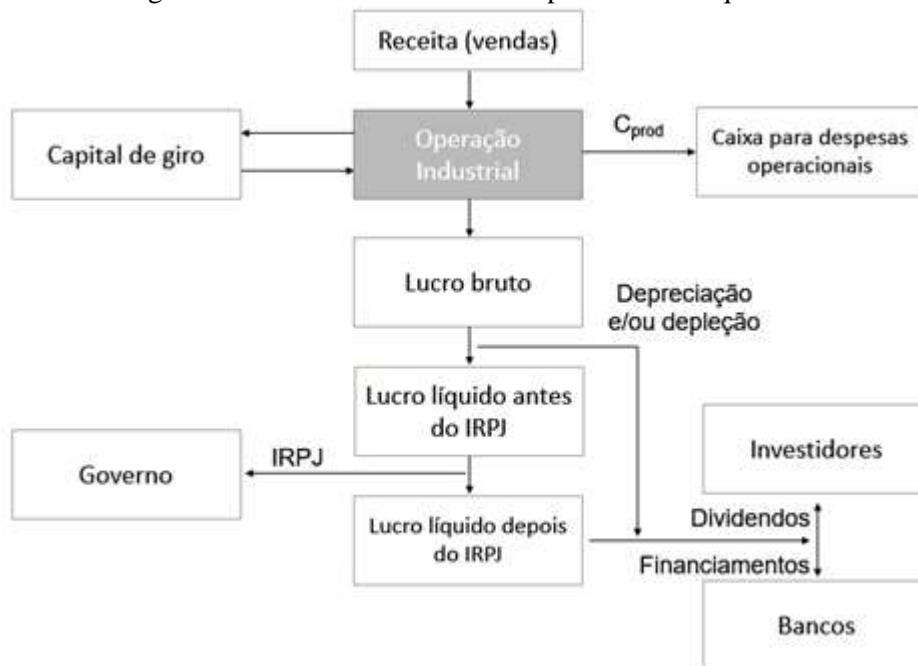 Receita (vendas)
Capital de giro
Operação
Industrial
Cprod
Caixa para despesas
operacionais
Lucro bruto
Depreciação
e/ou depleção
Lucro líquido antes
do IRPJ
Governo
IRPJ
Investidores
Lucro líquido depois
do IRPJ
Dividendos
Financiamentos
Bancos